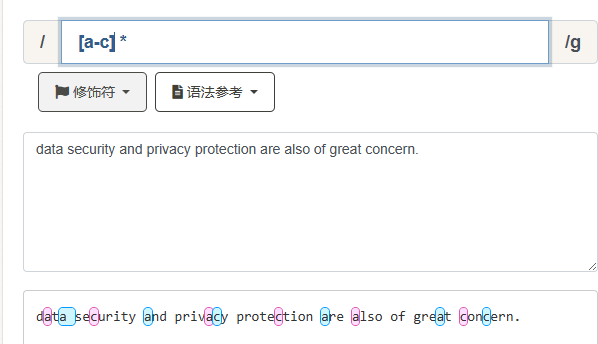 / [a-c] * /g
修饰符 语法参考
data security and privacy protection are also of great concern.
data security and privacy protection are also of great concern.